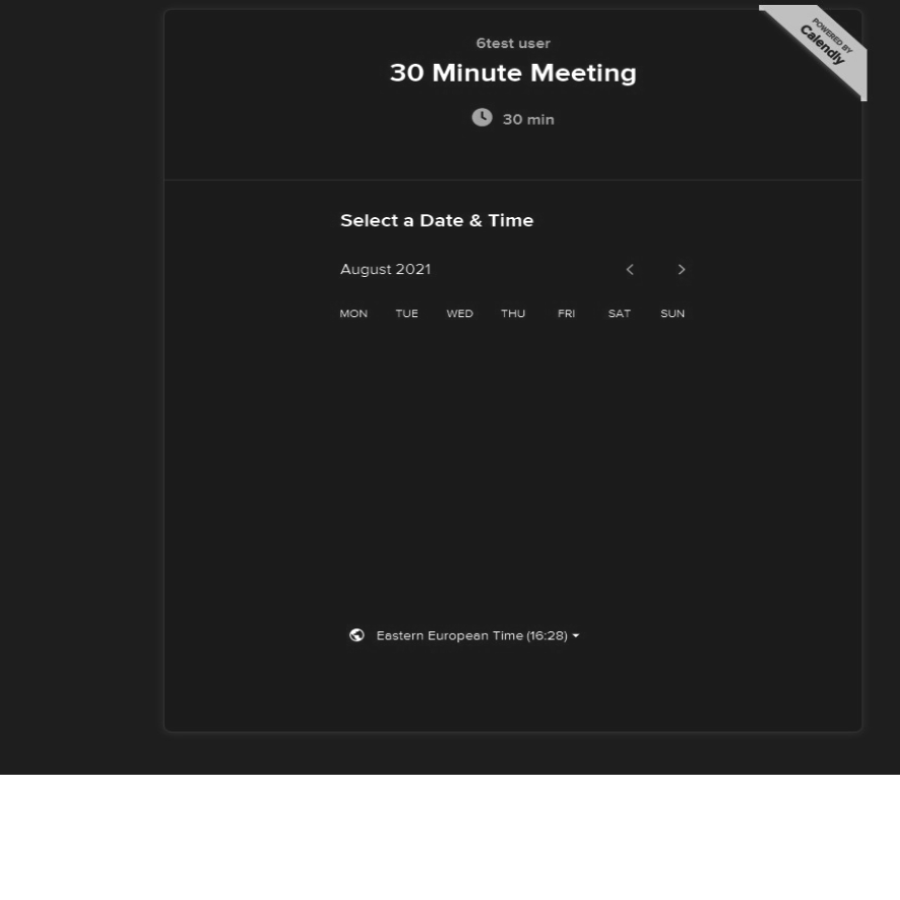 POWERED BY
Calendly
6test user
30 Minute Meeting
30 min
Select a Date & Time
August 2021
MON TUE WED THU FRI SAT SUN
Eastern European Time (16:28)